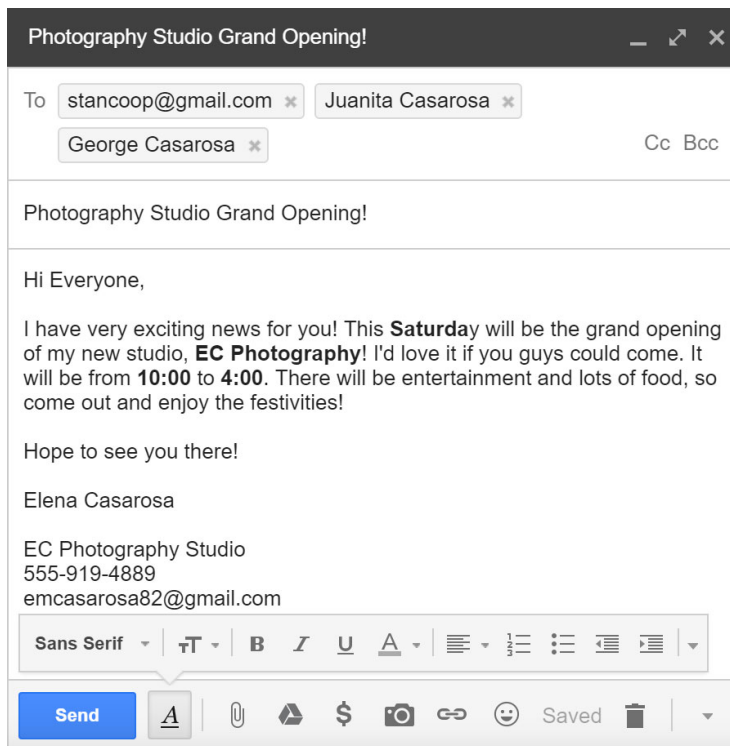 Photography Studio Grand Opening!
To stancoop@gmail.com Juanita Casarosa
George Casarosa Cc Bcc
Photography Studio Grand Opening!
Hi Everyone,
I have very exciting news for you! This Saturday will be the grand opening
of my new studio, EC Photography! I'd love it if you guys could come. It
will be from 10:00 to 4:00. There will be entertainment and lots of food, so
come out and enjoy the festivities!
Hope to see you there!
Elena Casarosa
EC Photography Studio
555-919-4889
emcasarosa82@gmail.com
Sans Serif TT B I U A
Send A $ Saved